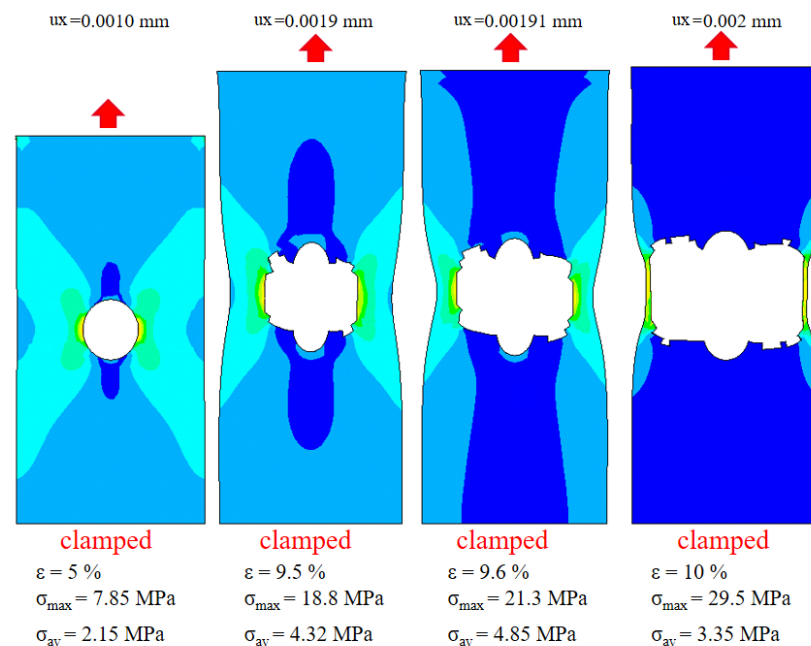 ux=0.0010 mm
ux=0.0019 mm
ux=0.00191 mm
ux=0.002 mm
clamped
clamped
clamped
clamped
ε = 5 %
σmax = 7.85 MPa
σav = 2.15 MPa
ε = 9.5 %
σmax = 18.8 MPa
σav = 4.32 MPa
ε = 9.6 %
σmax = 21.3 MPa
σav = 4.85 MPa
ε = 10 %
σmax = 29.5 MPa
σav = 3.35 MPa